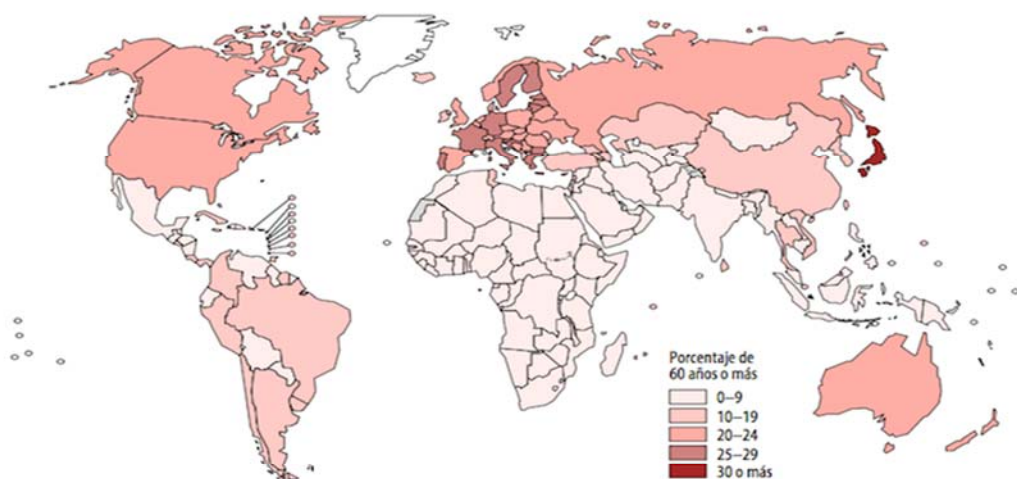 Porcentaje de
60 años o más
0–9
10–19
20–24
25–29
30 o más